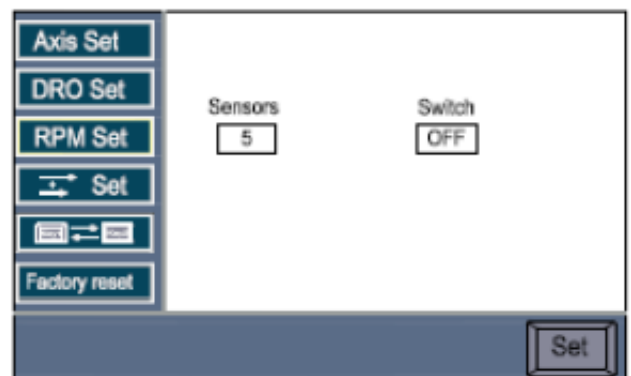 Axis Set
DRO Set
RPM Set
Set
Factory reset
Sensors
5
Switch
OFF
Set